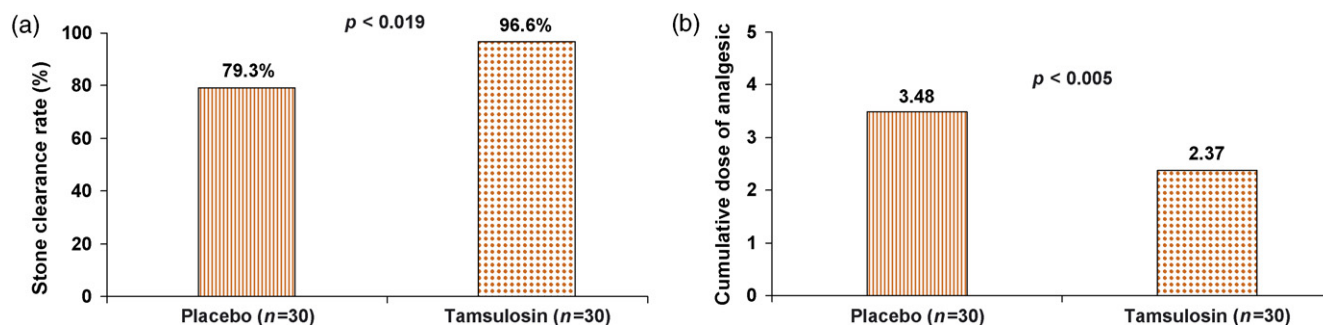 (a)
Stone clearance rate (%)
100
80
60
40
20
0
p < 0.019
79.3%
96.6%
Placebo (n=30)
Tamsulosin (n=30)
(b)
Cumulative dose of analgesic
5
4
3
2
1
0
p < 0.005
3.48
2.37
Placebo (n=30)
Tamsulosin (n=30)